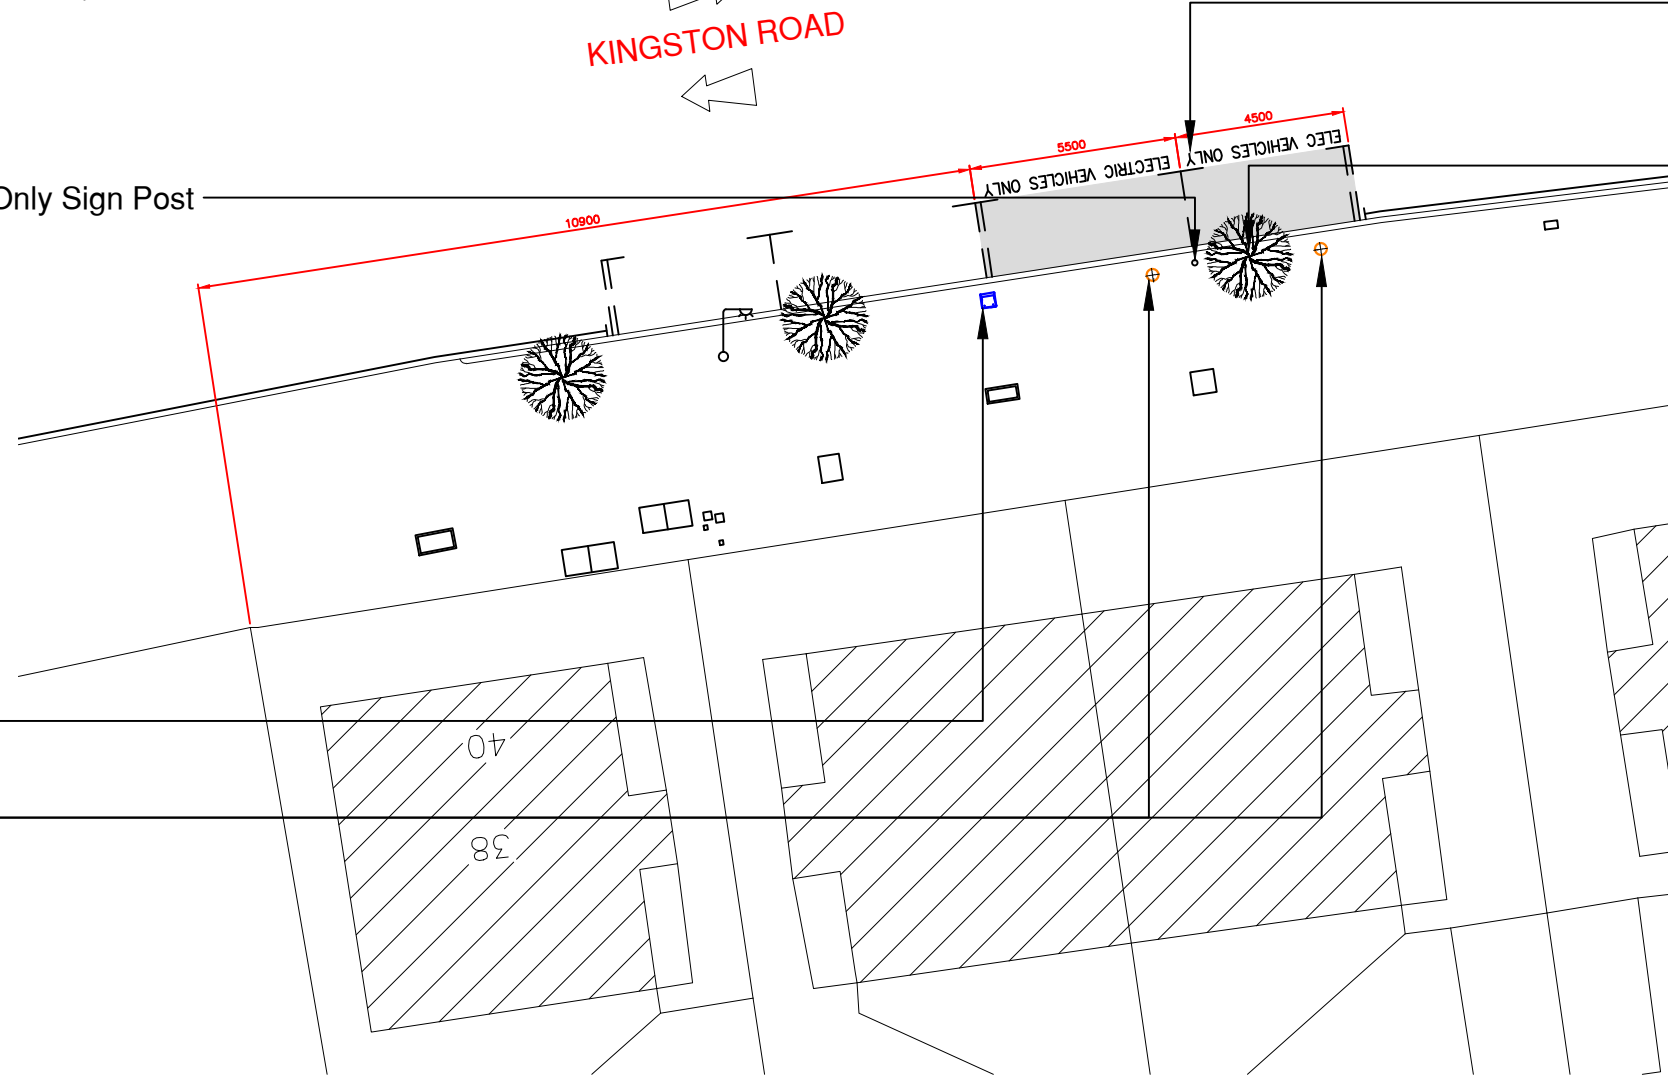 KINGSTON ROAD
4500
5500
ELEC VEHICLES ONLY
ELECTRIC VEHICLES ONLY
Only Sign Post
10900
40
38